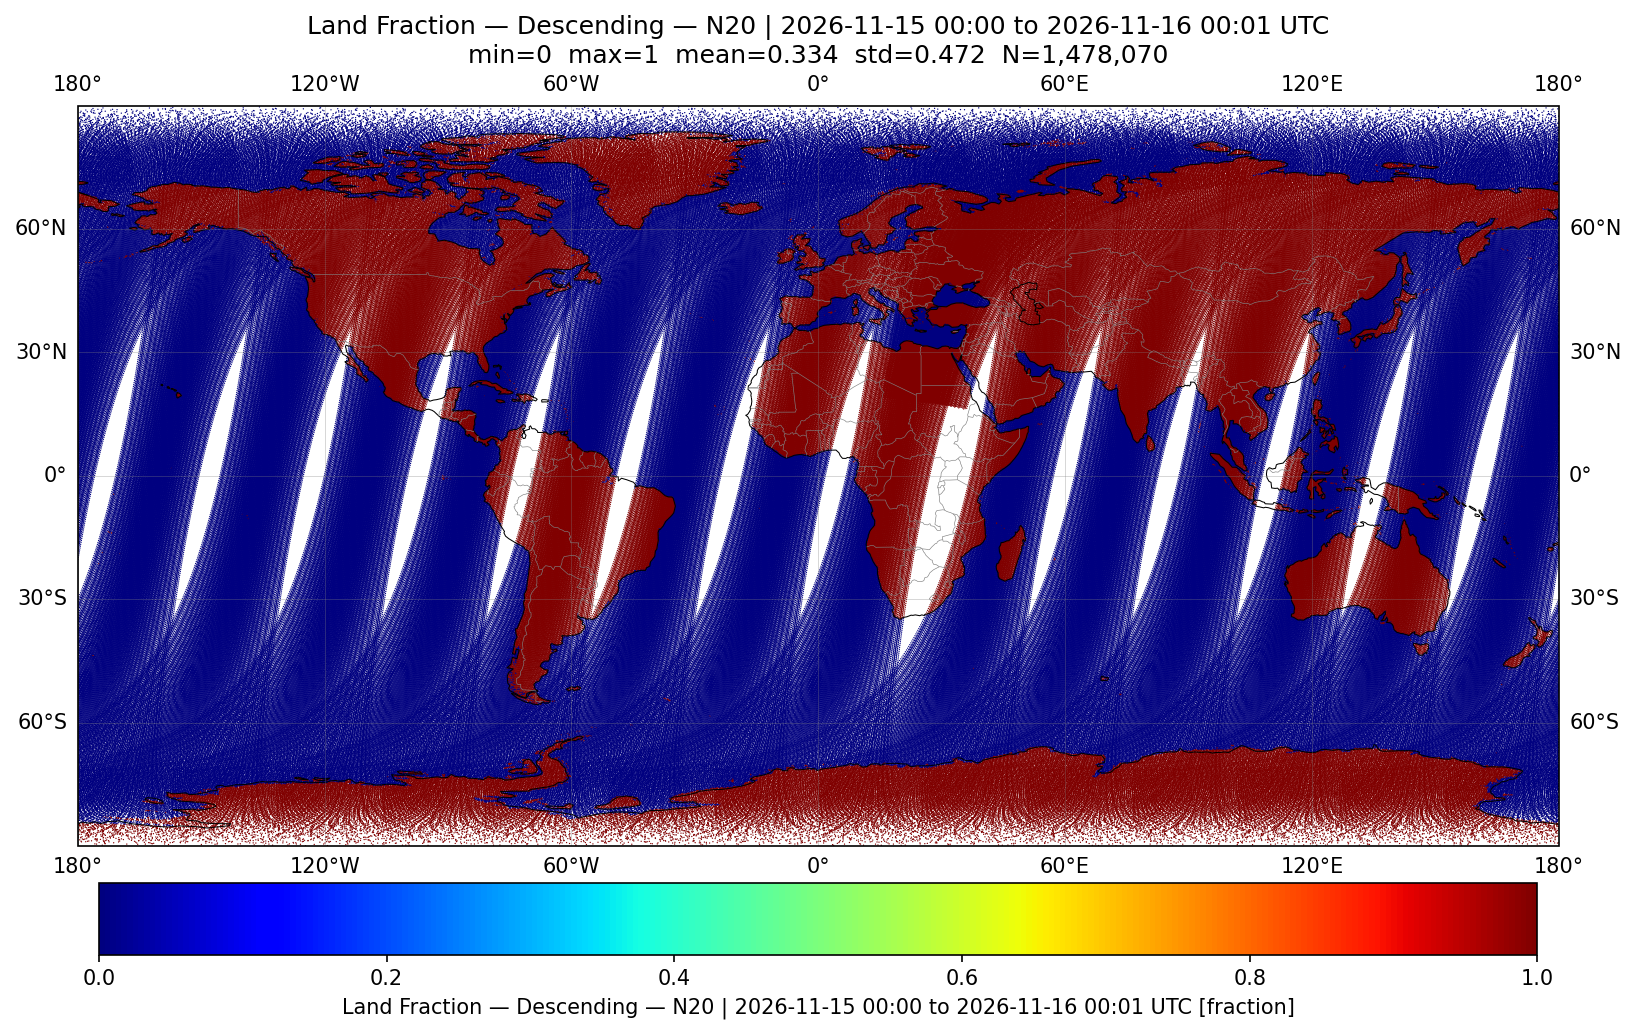 Land Fraction — Descending — N20 | 2026-11-15 00:00 to 2026-11-16 00:01 UTC
min=0 max=1 mean=0.334 std=0.472 N=1,478,070
180° 120°W 60°W 0° 60°E 120°E 180°
60°N 60°N
30°N 30°N
0° 0°
30°S 30°S
60°S 60°S
180° 120°W 60°W 0° 60°E 120°E 180°
0.0 0.2 0.4 0.6 0.8 1.0
Land Fraction — Descending — N20 | 2026-11-15 00:00 to 2026-11-16 00:01 UTC [fraction]